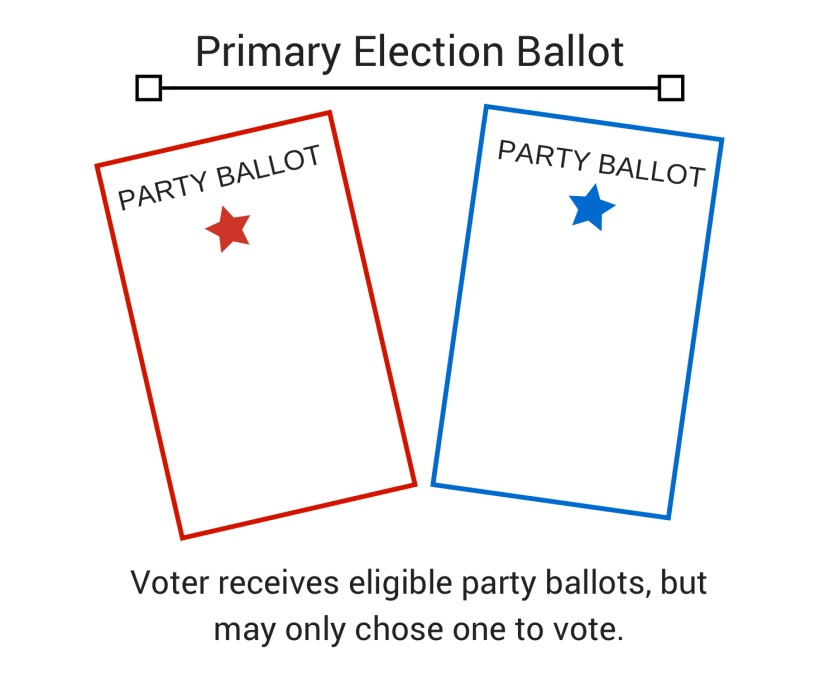 Primary Election Ballot
PARTY BALLOT
PARTY BALLOT
Voter receives eligible party ballots, but
may only chose one to vote.